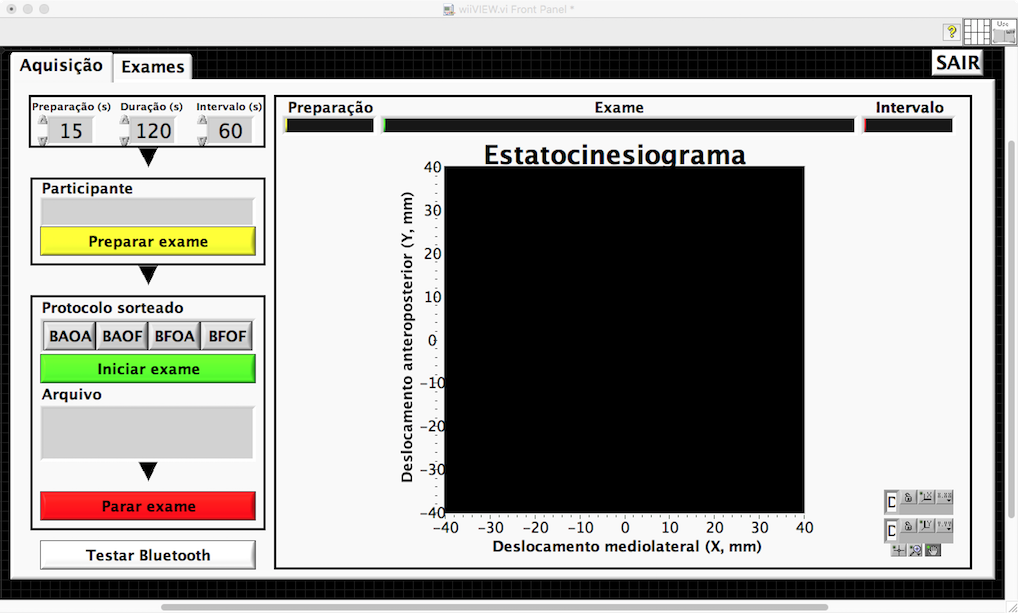 wiiVIEW.vi Front Panel *
?
Aquisição
Exames
SAIR
Preparação (s) Duração (s) Intervalo (s)
15 120 60
Participante
Preparar exame
Protocolo sorteado
BAOA BAOF BFOA BFOF
Iniciar exame
Arquivo
Parar exame
Testar Bluetooth
Preparação Exame Intervalo
Estatocinesiograma
Deslocamento anteroposterior (Y, mm)
40
30
20
10
0
-10
-20
-30
-40
-40 -30 -20 -10 0 10 20 30 40
Deslocamento mediolateral (X, mm)